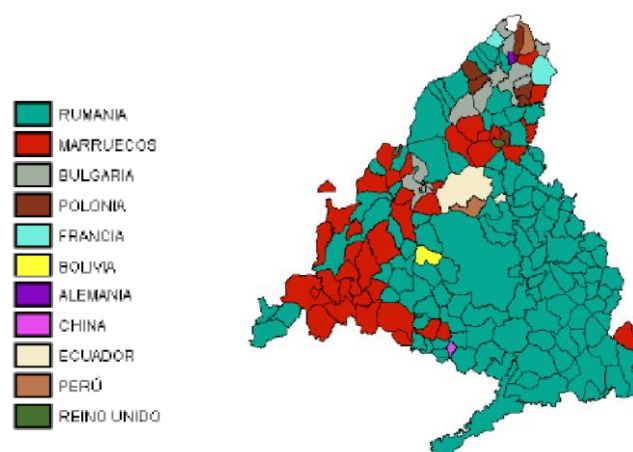 RUMANIA
MARRUECOS
BULGARIA
POLONIA
FRANCIA
BOLIVIA
ALEMANIA
CHINA
ECUADOR
PERÚ
REINO UNIDO